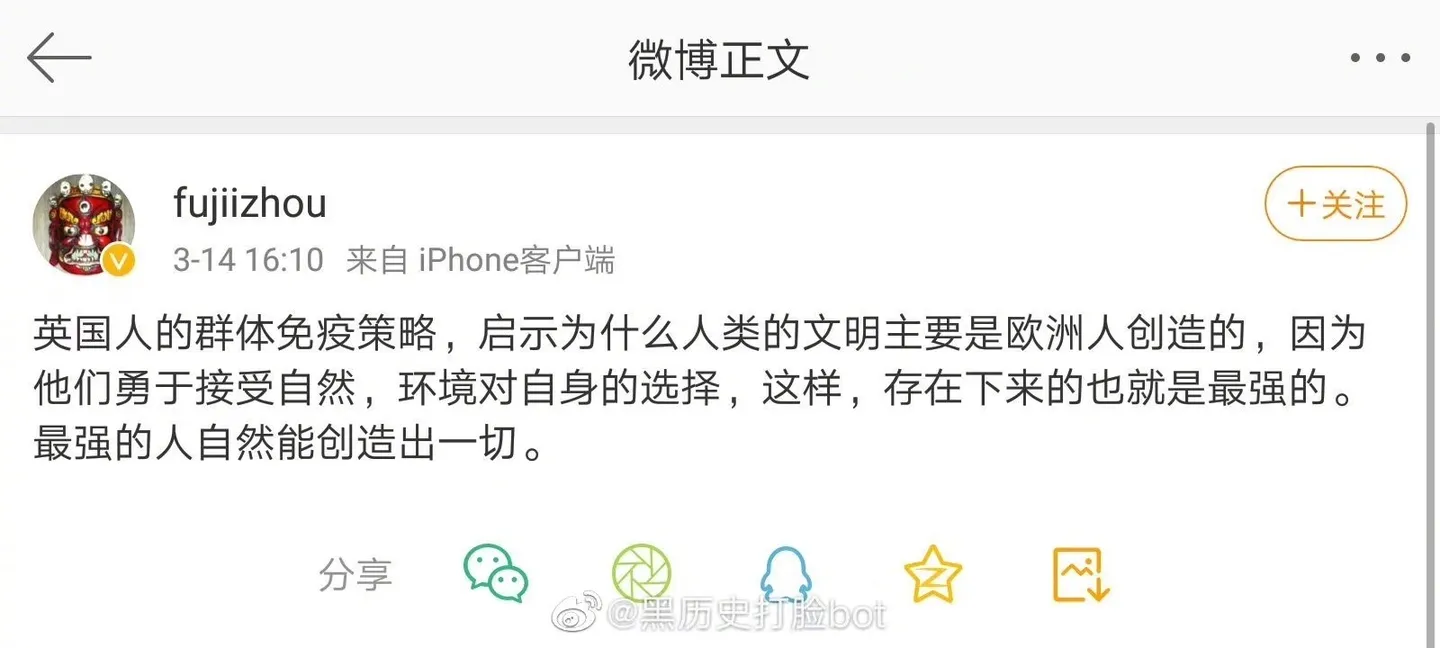 微博正文
fujiizhou
+关注
3-14 16:10 来自 iPhone客户端
英国人的群体免疫策略，启示为什么人类的文明主要是欧洲人创造的，因为
他们勇于接受自然，环境对自身的选择，这样，存在下来的也就是最强的。
最强的人自然能创造出一切。
分享
@黑历史打脸bot